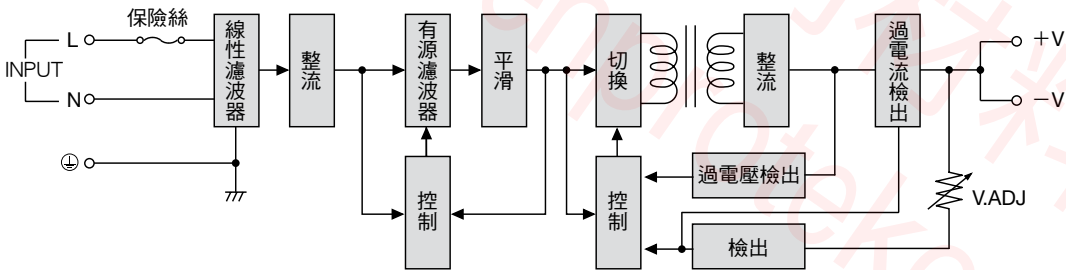 保險絲
L
INPUT
N
線性濾波器
整流
有源濾波器
平滑
切換
整流
過電流檢出
+V
−V
控制
控制
過電壓檢出
檢出
V.ADJ